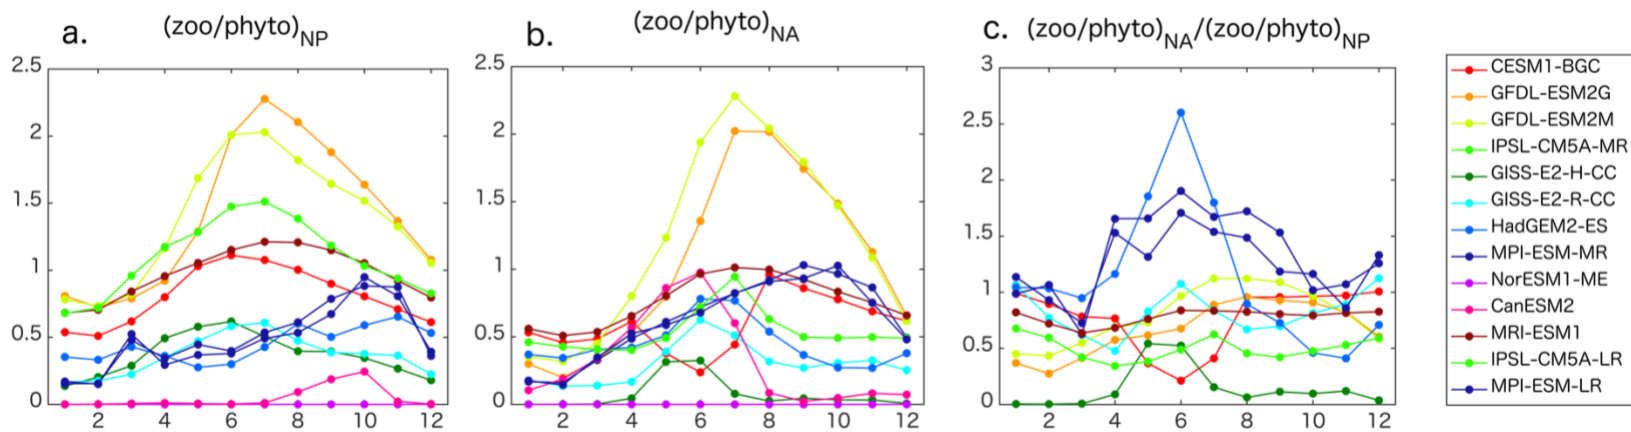 a. (zoo/phyto)NP
b. (zoo/phyto)NA
c. (zoo/phyto)NA/(zoo/phyto)NP
2.5
2
1.5
1
0.5
0
2 4 6 8 10 12
2.5
2
1.5
1
0.5
0
2 4 6 8 10 12
3
2.5
2
1.5
1
0.5
0
2 4 6 8 10 12
CESM1-BGC
GFDL-ESM2G
GFDL-ESM2M
IPSL-CM5A-MR
GISS-E2-H-CC
GISS-E2-R-CC
HadGEM2-ES
MPI-ESM-MR
NorESM1-ME
CanESM2
MRI-ESM1
IPSL-CM5A-LR
MPI-ESM-LR